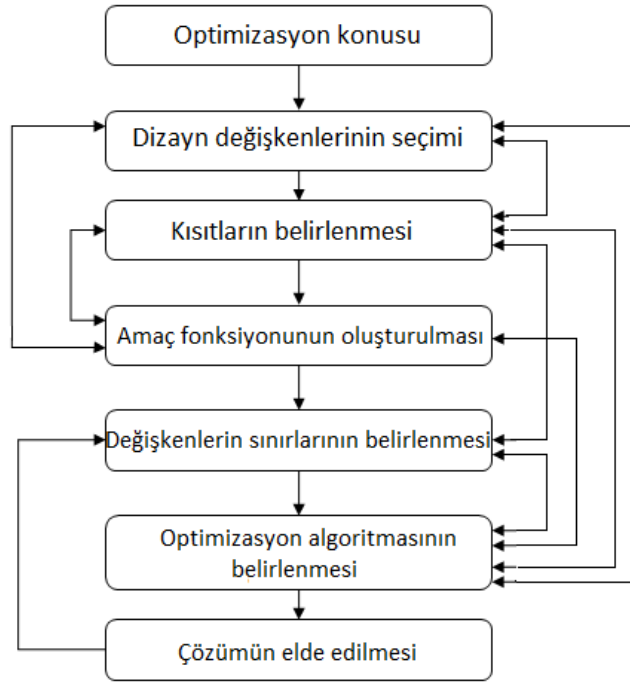 Optimizasyon konusu
Dizayn değişkenlerinin seçimi
Kısıtların belirlenmesi
Amaç fonksiyonunun oluşturulması
Değişkenlerin sınırlarının belirlenmesi
Optimizasyon algoritmasının
belirlenmesi
Çözümün elde edilmesi